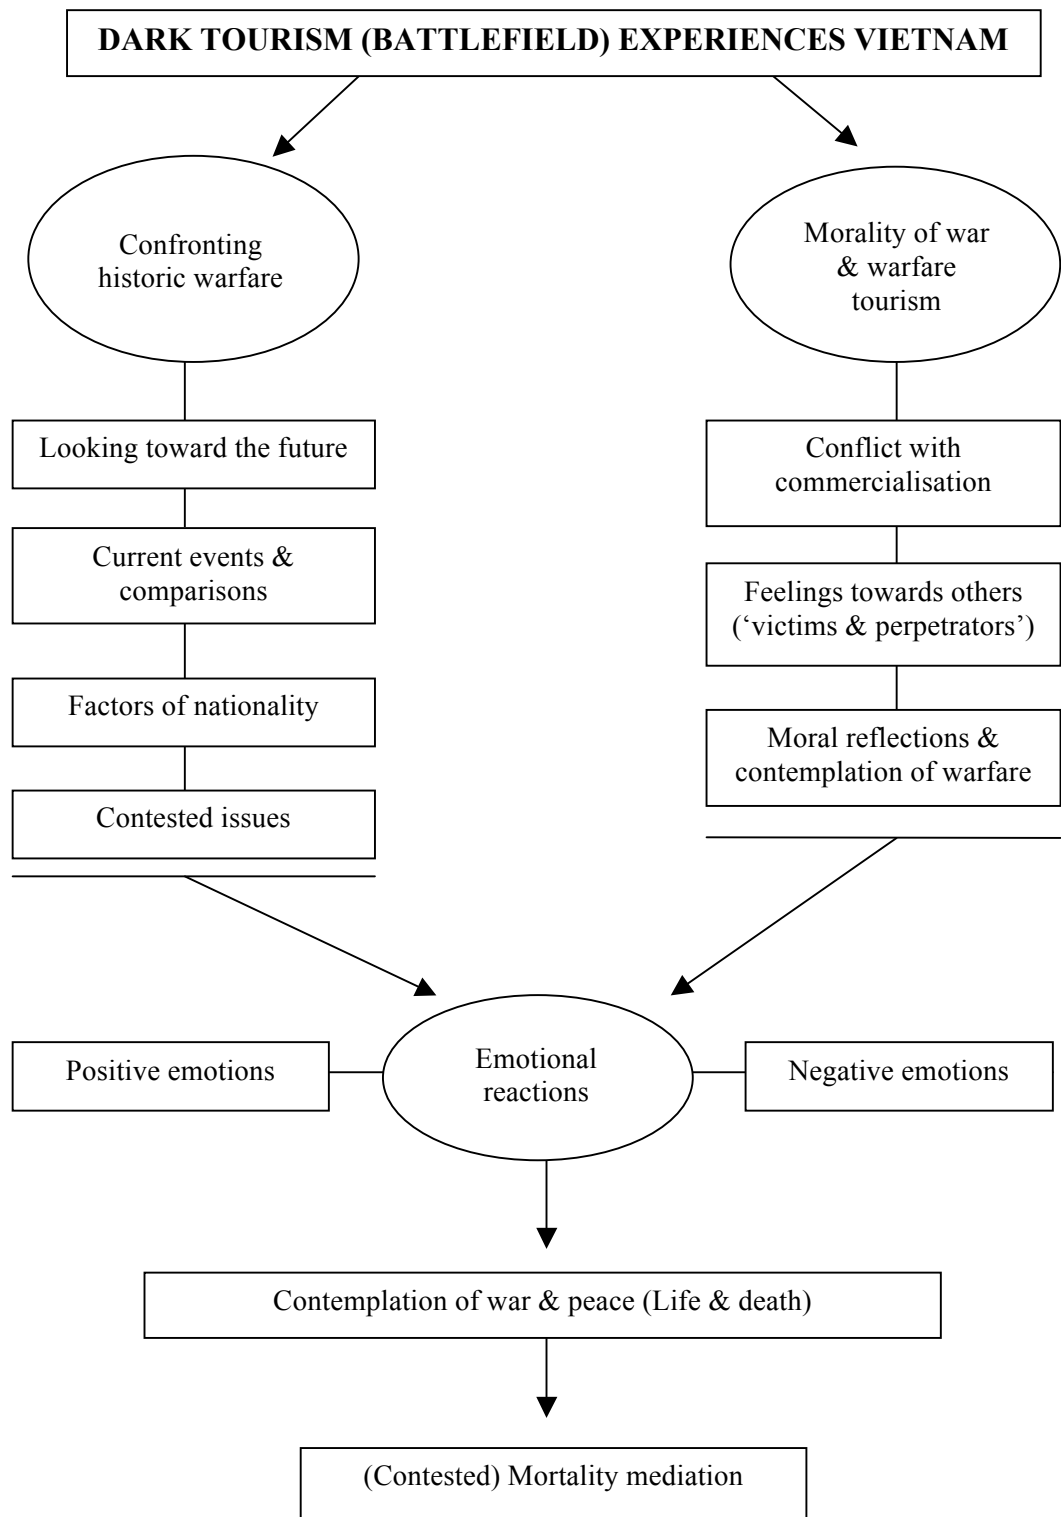 DARK TOURISM (BATTLEFIELD) EXPERIENCES VIETNAM
Confronting
historic warfare
Morality of war
& warfare
tourism
Looking toward the future
Current events &
comparisons
Factors of nationality
Contested issues
Conflict with
commercialisation
Feelings towards others
(‘victims & perpetrators’)
Moral reflections &
contemplation of warfare
Positive emotions
Emotional
reactions
Negative emotions
Contemplation of war & peace (Life & death)
(Contested) Mortality mediation